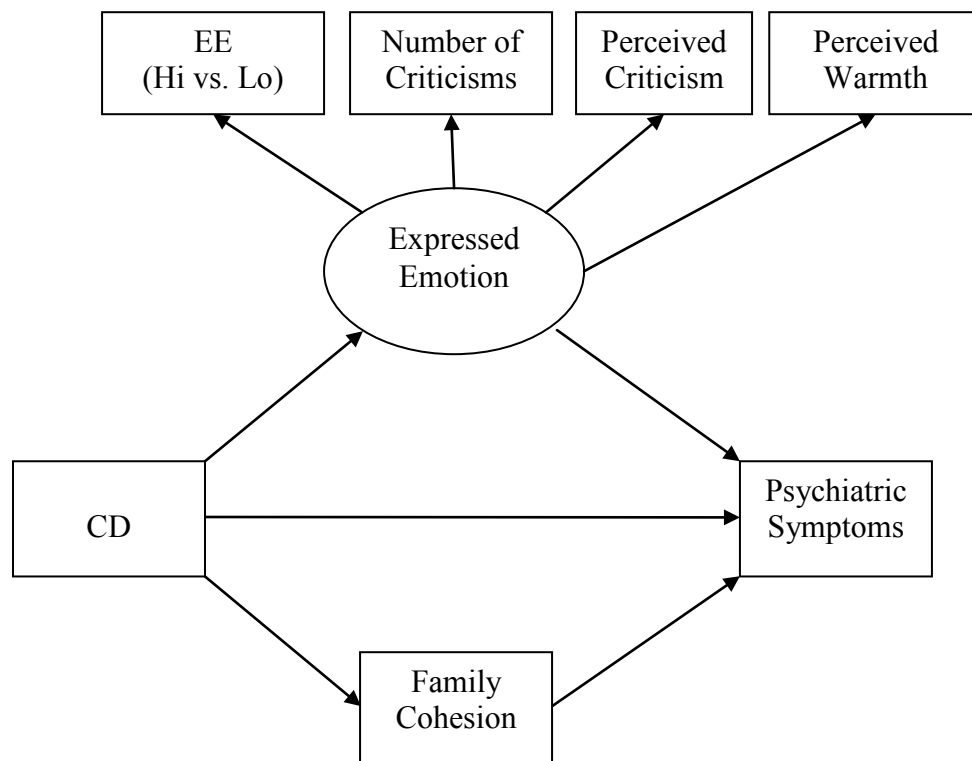 EE
(Hi vs. Lo)
Number of
Criticisms
Perceived
Criticism
Perceived
Warmth
Expressed
Emotion
CD
Psychiatric
Symptoms
Family
Cohesion